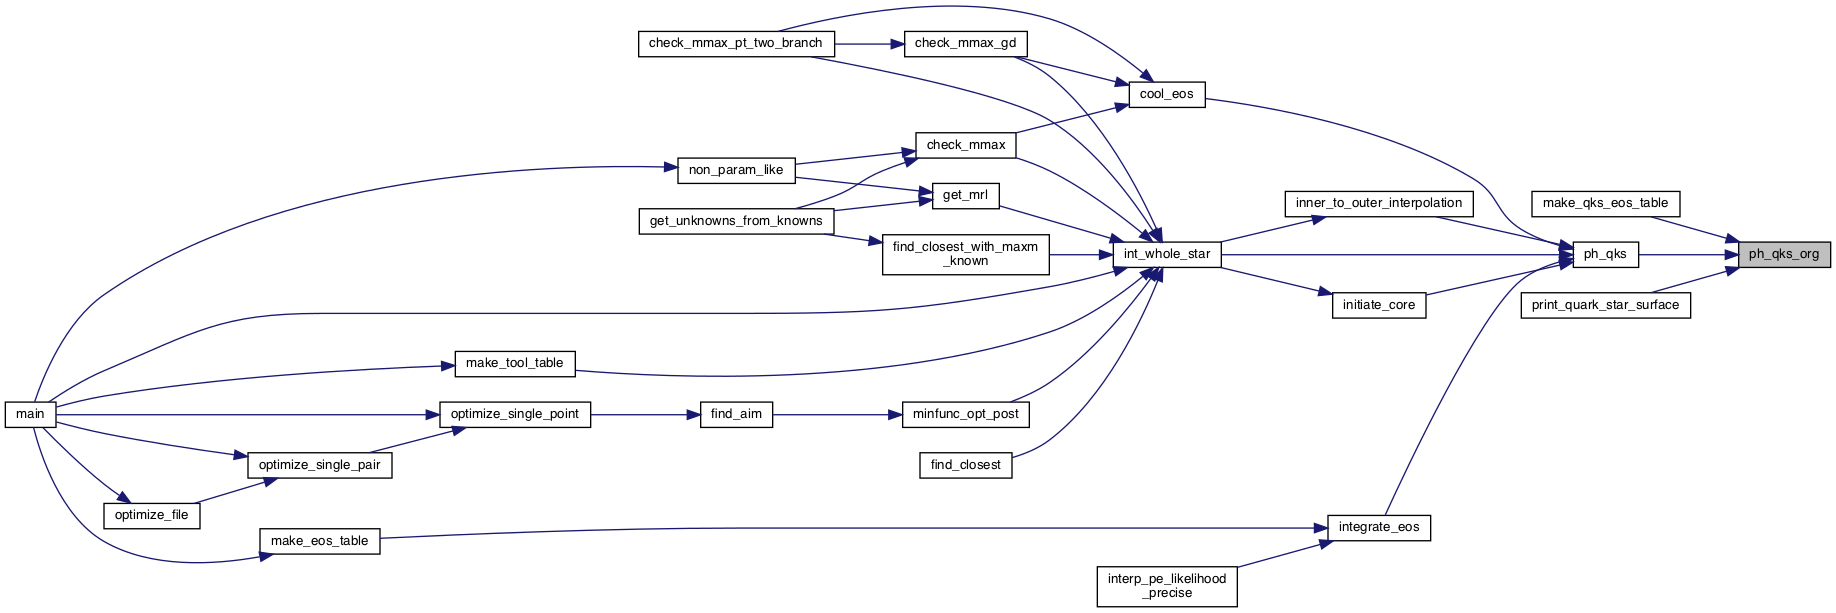 check_mmax_pt_two_branch
check_mmax_gd
cool_eos
check_mmax
non_param_like
get_mrl
get_unknowns_from_knowns
find_closest_with_maxm
_known
int_whole_star
inner_to_outer_interpolation
make_qks_eos_table
ph_qks
ph_qks_org
initiate_core
print_quark_star_surface
make_tool_table
main
optimize_single_point
find_aim
minfunc_opt_post
optimize_single_pair
find_closest
optimize_file
make_eos_table
integrate_eos
interp_pe_likelihood
_precise